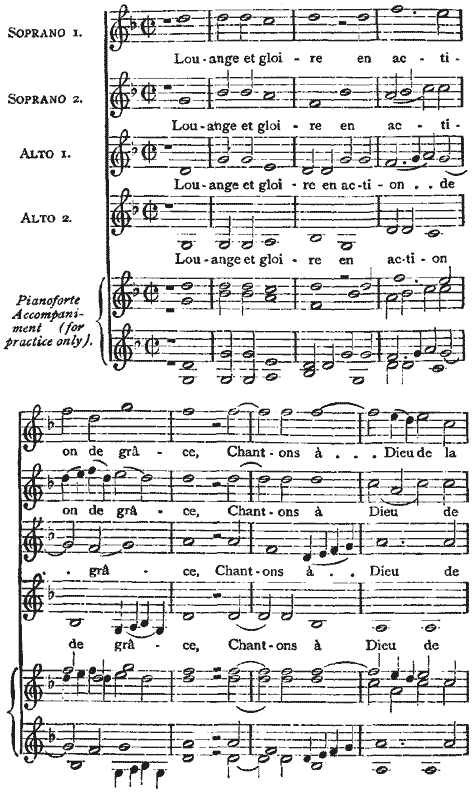 SOPRANO 1.
Lou-ange et gloi - re en ac - ti -
SOPRANO 2.
Lou-ange et gloi - re en ac - ti -
ALTO 1.
Lou-ange et gloi - re en ac-ti - on . . de
ALTO 2.
Lou-ange et gloi - re en ac-ti-on
Pianoforte
Accompani-
ment (for
practice only).
on de grâ - ce, Chant-ons à . . . Dieu de la
on de grâ - ce, Chant-ons à Dieu de
. grâ - ce, Chant-ons à . . Dieu de
de grâ - ce, Chant-ons à Dieu de